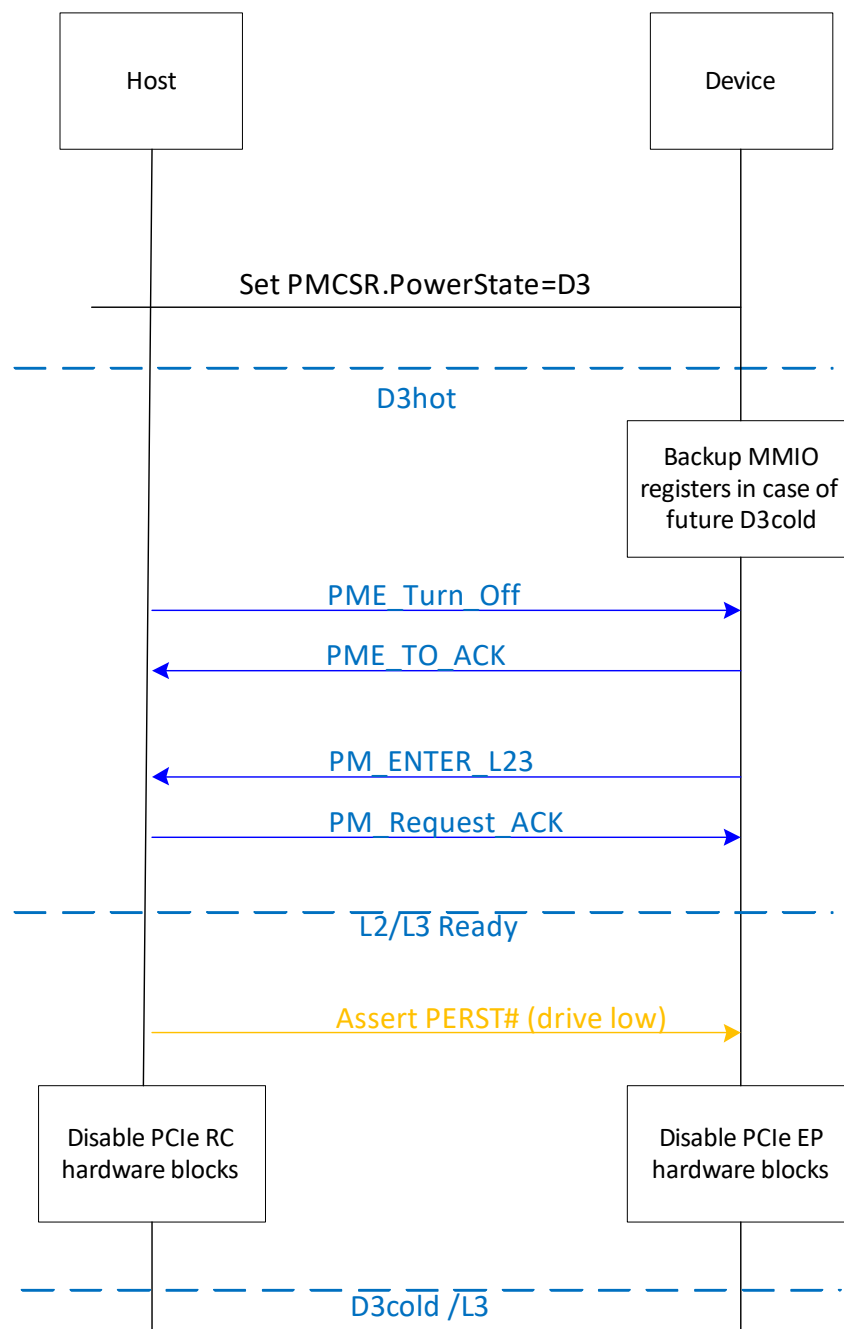 Host
Device
Set PMCSR.PowerState=D3
D3hot
Backup MMIO
registers in case of
future D3cold
PME_Turn_Off
PME_TO_ACK
PM_ENTER_L23
PM_Request_ACK
L2/L3 Ready
Assert PERST# (drive low)
Disable PCIe RC
hardware blocks
Disable PCIe EP
hardware blocks
D3cold /L3